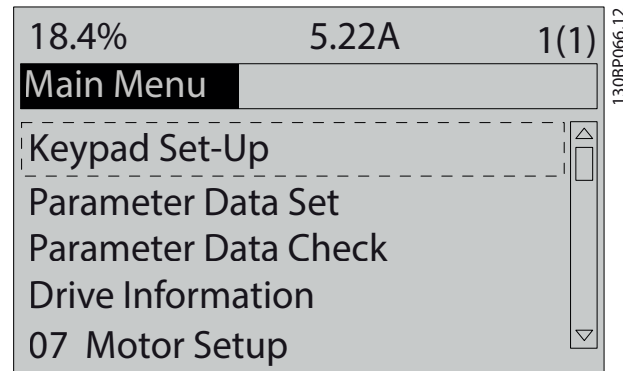 18.4% 5.22A 1(1)
Main Menu
Keypad Set-Up
Parameter Data Set
Parameter Data Check
Drive Information
07 Motor Setup
130BP066.12